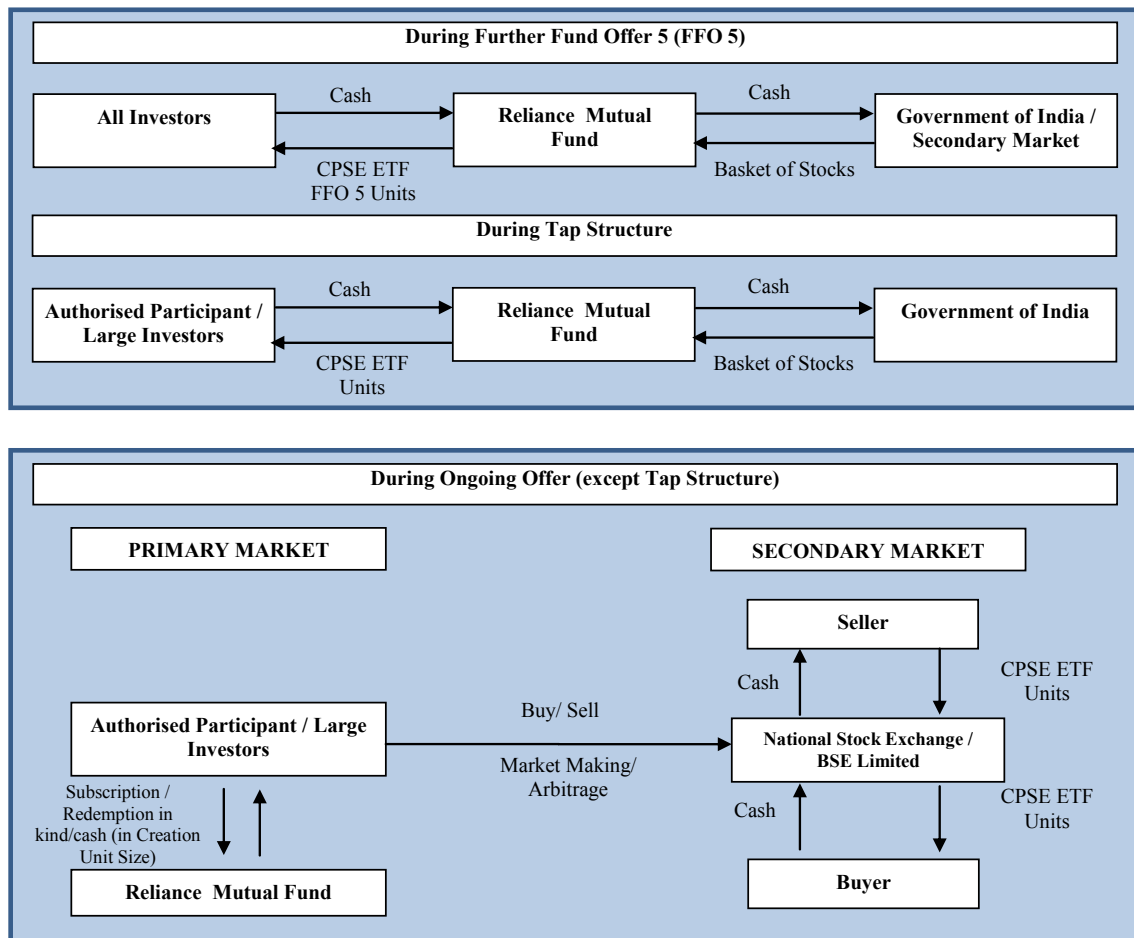 During Further Fund Offer 5 (FFO 5)
All Investors
Cash
CPSE ETF
FFO 5 Units
Reliance Mutual
Fund
Cash
Basket of Stocks
Government of India /
Secondary Market
During Tap Structure
Authorised Participant /
Large Investors
Cash
CPSE ETF
Units
Reliance Mutual
Fund
Cash
Basket of Stocks
Government of India
During Ongoing Offer (except Tap Structure)
PRIMARY MARKET
SECONDARY MARKET
Seller
Cash
CPSE ETF
Units
Authorised Participant / Large
Investors
Buy/ Sell
Market Making/
Arbitrage
National Stock Exchange /
BSE Limited
Subscription /
Redemption in
kind/cash (in Creation
Unit Size)
Cash
CPSE ETF
Units
Reliance Mutual Fund
Buyer